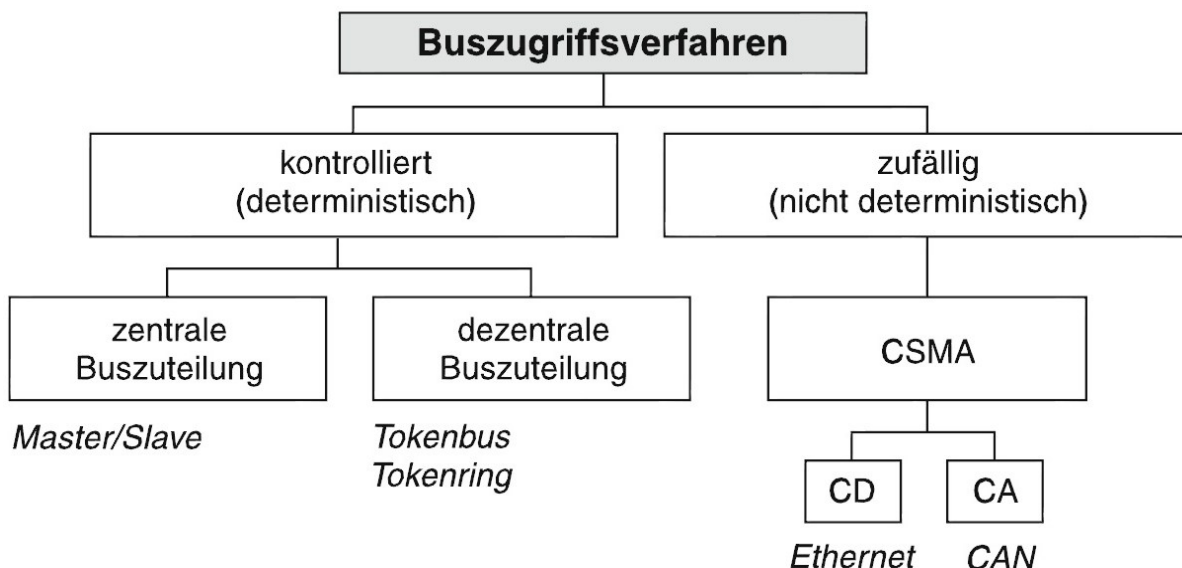 Buszugriffsverfahren
kontrolliert
(deterministisch)
zufällig
(nicht deterministisch)
zentrale
Buszuteilung
dezentrale
Buszuteilung
CSMA
Master/Slave
Tokenbus
Tokenring
CD
CA
Ethernet
CAN